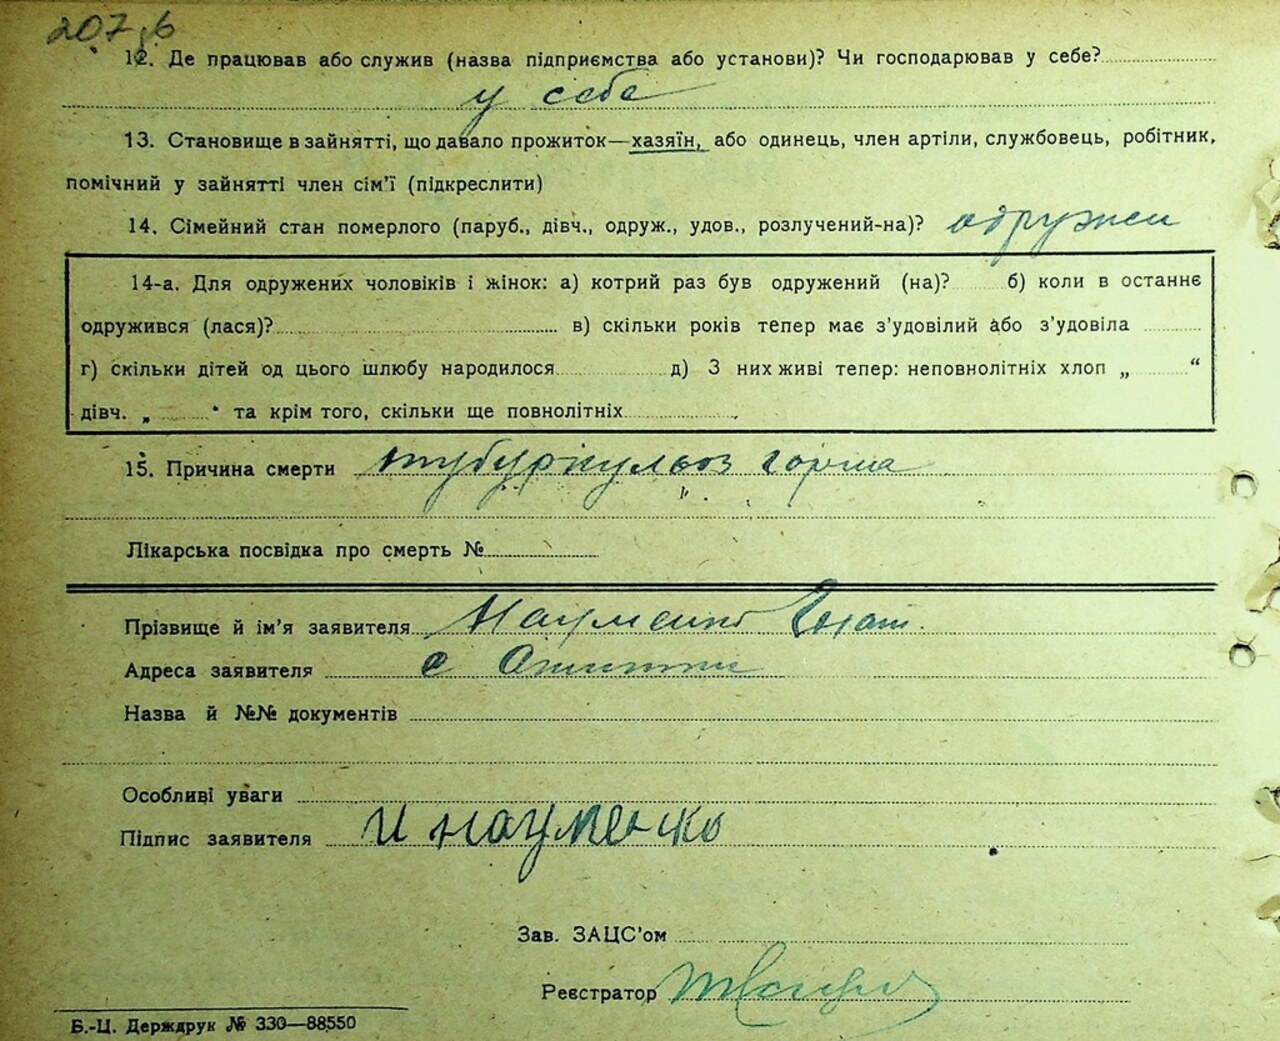 207б
12. Де працював або служив (назва підприємства або установи)? Чи господарював у себе?
у себе
13. Становище в зайнятті, що давало прожиток—хазяїн, або одинець, член артіли, службовець, робітник,
помічний у зайнятті член сім'ї (підкреслити)
14. Сімейний стан померлого (паруб., дівч., одруж., удов., розлучений-на)? одружен
14-а. Для одружених чоловіків і жінок: а) котрий раз був одружений (на)? б) коли в останнє
одружився (лася)? в) скільки років тепер має з'удовілий або з'удовіла
г) скільки дітей од цього шлюбу народилося д) З них живі тепер: неповнолітніх хлоп „ “
дівч. „ “ та крім того, скільки ще повнолітніх
15. Причина смерти тубуркульоз горла
Лікарська посвідка про смерть №
Прізвище й ім'я заявителя Науменко Гнат.
Адреса заявителя с
Назва й №№ документів
Особливі уваги
Підпис заявителя И науменко
Зав. ЗАЦС'ом
Реєстратор
Б.-Ц. Держдрук № 330—88550